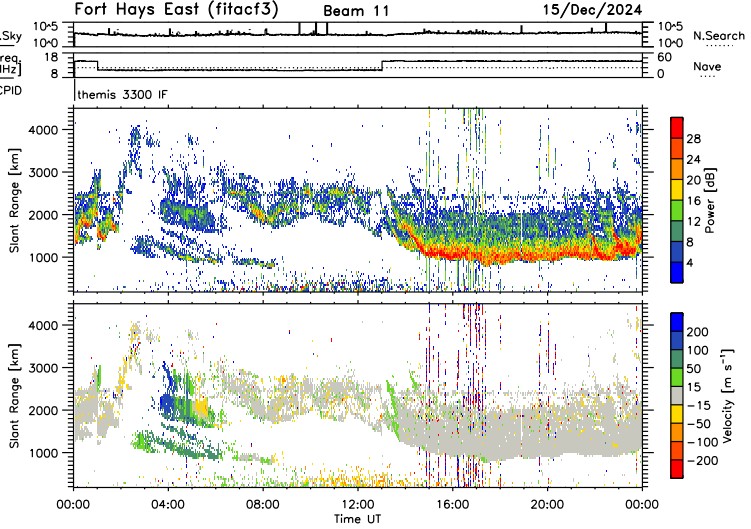 Fort Hays East (fitacf3) Beam 11 15/Dec/2024
.Sky 10^5 10^0 10^5 10^0 N.Search
req. [MHz] 18 8 60 0 Nave
CPID themis 3300 IF
Slant Range [km] 4000 3000 2000 1000
Power [dB] 28 24 20 16 12 8 4
Slant Range [km] 4000 3000 2000 1000
Velocity [m s⁻¹] 200 100 50 15 -15 -50 -100 -200
00:00 04:00 08:00 12:00 16:00 20:00 00:00
Time UT